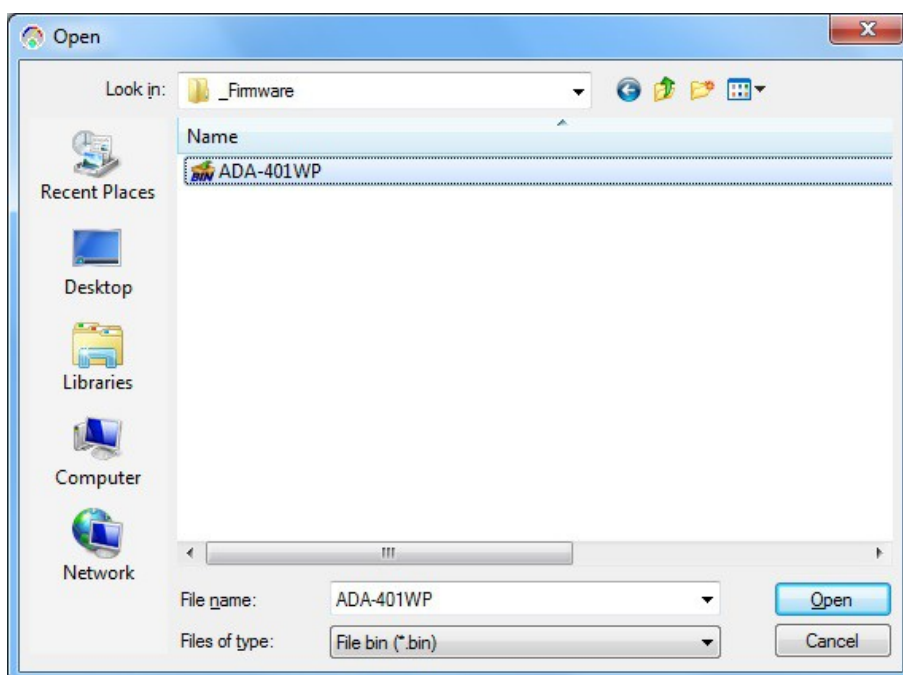 Open
Look in:
_Firmware
Name
BIN ADA-401WP
Recent Places
Desktop
Libraries
Computer
Network
File name:
ADA-401WP
Open
Files of type:
File bin (*.bin)
Cancel